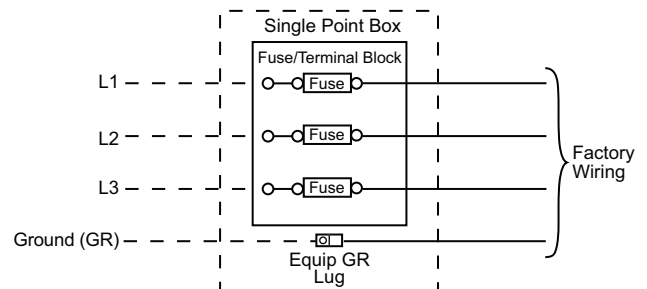 Single Point Box
Fuse/Terminal Block
L1
Fuse
L2
Fuse
L3
Fuse
Factory
Wiring
Ground (GR)
Equip GR
Lug